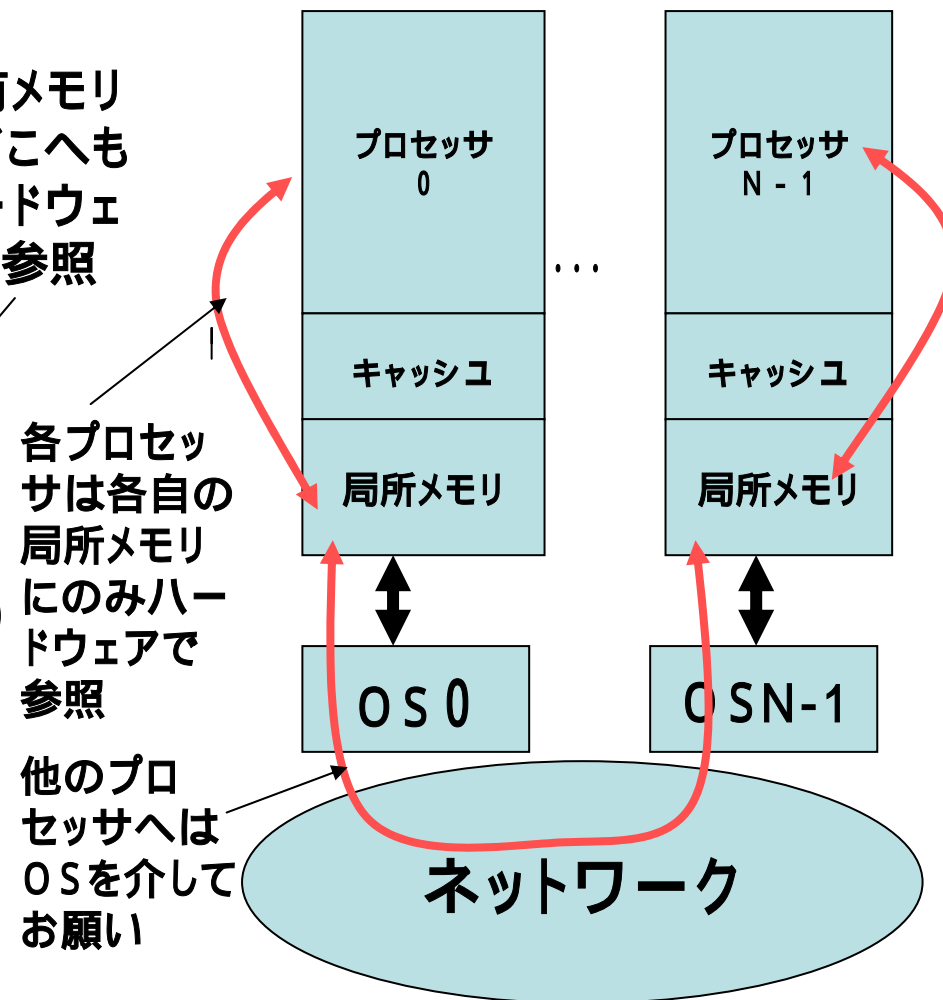 メモリ
こへも
ードウェ
参照
プロセッサ
0
プロセッサ
N - 1
...
キャッシュ
キャッシュ
局所メモリ
局所メモリ
各プロセッ
サは各自の
局所メモリ
にのみハー
ドウェアで
参照
OS0
OSN-1
他のプロ
セッサへは
OSを介して
お願い
ネットワーク